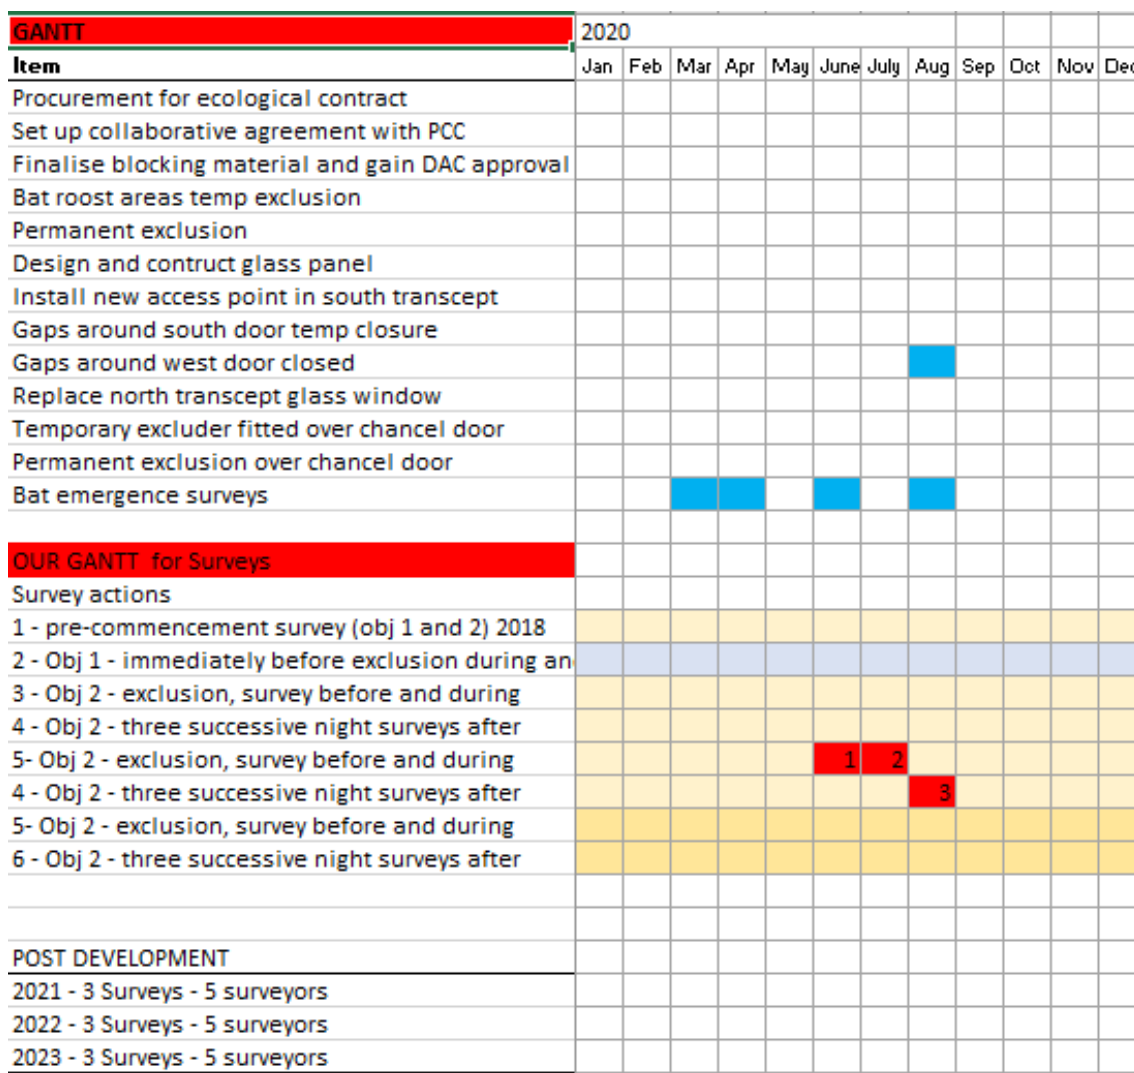 GANTT 2020
Item Jan Feb Mar Apr May June July Aug Sep Oct Nov Dec
Procurement for ecological contract
Set up collaborative agreement with PCC
Finalise blocking material and gain DAC approval
Bat roost areas temp exclusion
Permanent exclusion
Design and contruct glass panel
Install new access point in south transcept
Gaps around south door temp closure
Gaps around west door closed
Replace north transcept glass window
Temporary excluder fitted over chancel door
Permanent exclusion over chancel door
Bat emergence surveys
OUR GANTT for Surveys
Survey actions
1 - pre-commencement survey (obj 1 and 2) 2018
2 - Obj 1 - immediately before exclusion during an
3 - Obj 2 - exclusion, survey before and during
4 - Obj 2 - three successive night surveys after
5- Obj 2 - exclusion, survey before and during 1 2
4 - Obj 2 - three successive night surveys after 3
5- Obj 2 - exclusion, survey before and during
6 - Obj 2 - three successive night surveys after
POST DEVELOPMENT
2021 - 3 Surveys - 5 surveyors
2022 - 3 Surveys - 5 surveyors
2023 - 3 Surveys - 5 surveyors